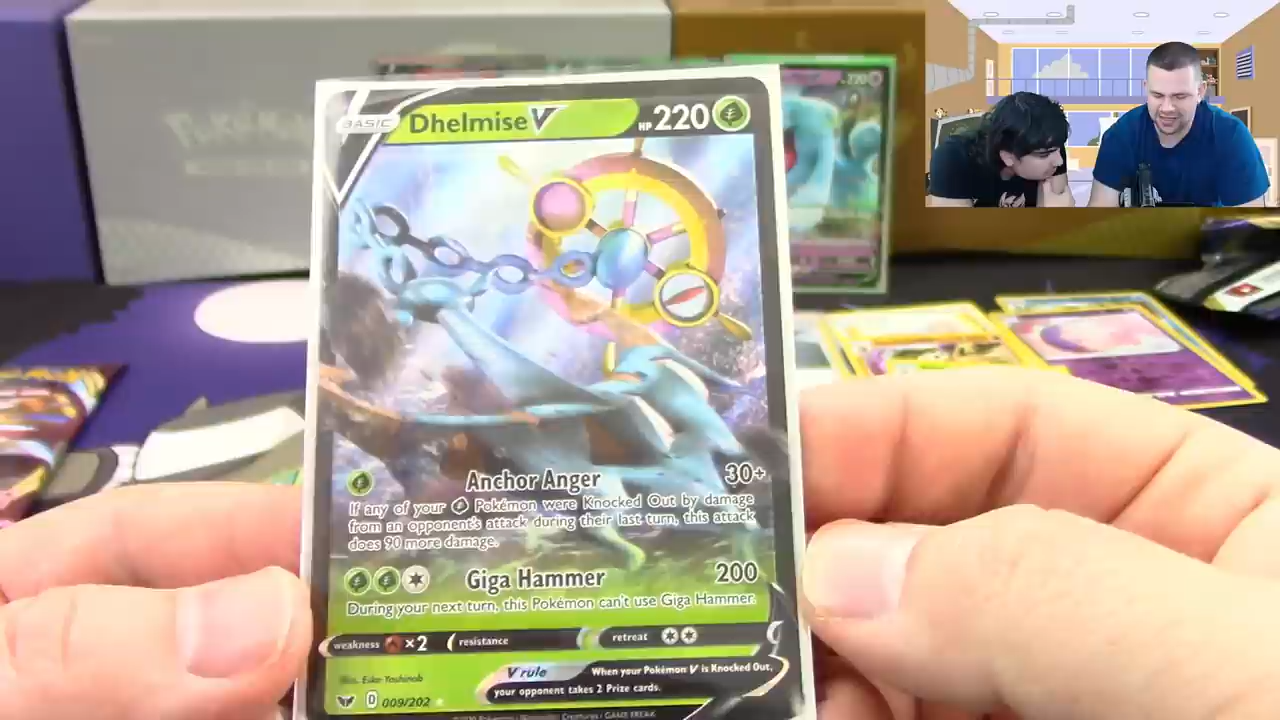 Pokémon
BASIC
Dhelmise V
HP 220
Anchor Anger 30+
If any of your Pokémon were Knocked Out by damage
from an opponent's attack during their last turn, this attack
does 90 more damage.
Giga Hammer 200
During your next turn, this Pokémon can't use Giga Hammer.
weakness ×2 resistance retreat
V rule When your Pokémon V is Knocked Out,
your opponent takes 2 Prize cards.
D 009/202
220